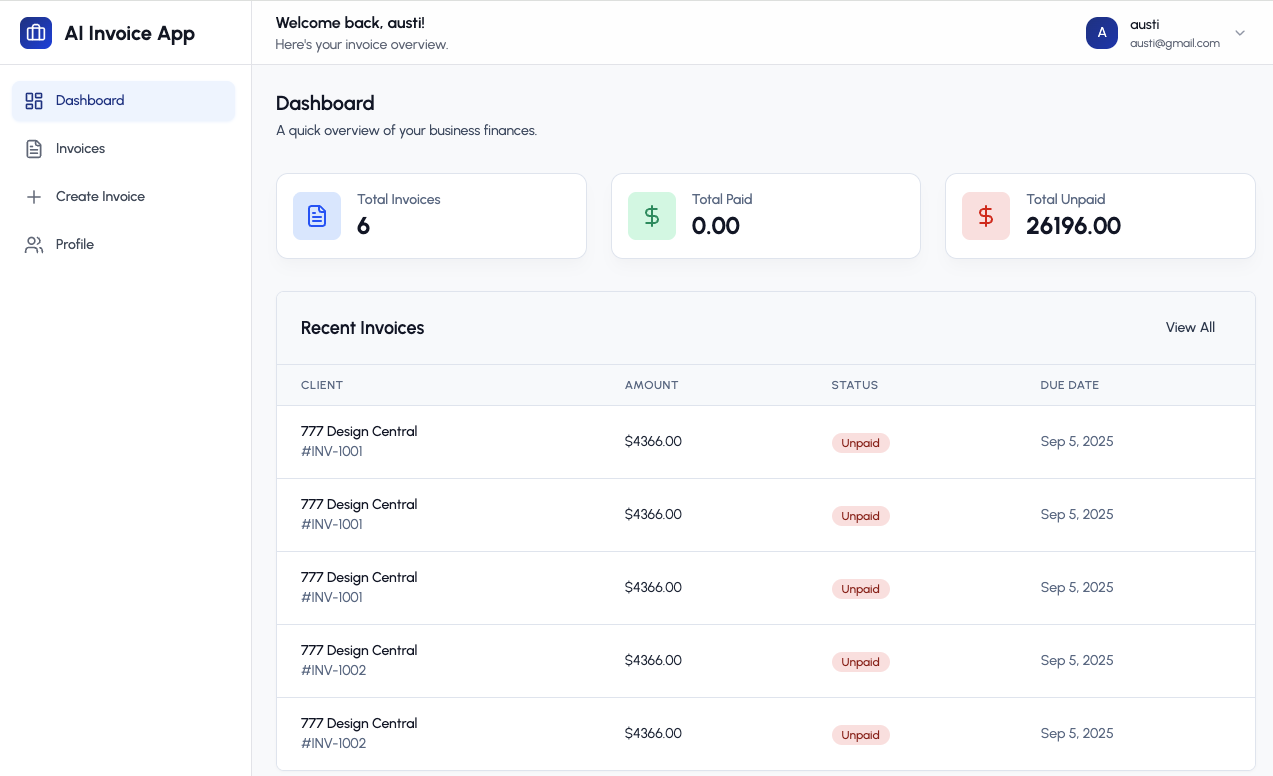 AI Invoice App
Welcome back, austi!
Here's your invoice overview.
A
austi
austi@gmail.com
Dashboard
Invoices
Create Invoice
Profile
Dashboard
A quick overview of your business finances.
Total Invoices
6
Total Paid
0.00
Total Unpaid
26196.00
Recent Invoices
View All
CLIENT AMOUNT STATUS DUE DATE
777 Design Central
#INV-1001
$4366.00
Unpaid
Sep 5, 2025
777 Design Central
#INV-1001
$4366.00
Unpaid
Sep 5, 2025
777 Design Central
#INV-1001
$4366.00
Unpaid
Sep 5, 2025
777 Design Central
#INV-1002
$4366.00
Unpaid
Sep 5, 2025
777 Design Central
#INV-1002
$4366.00
Unpaid
Sep 5, 2025